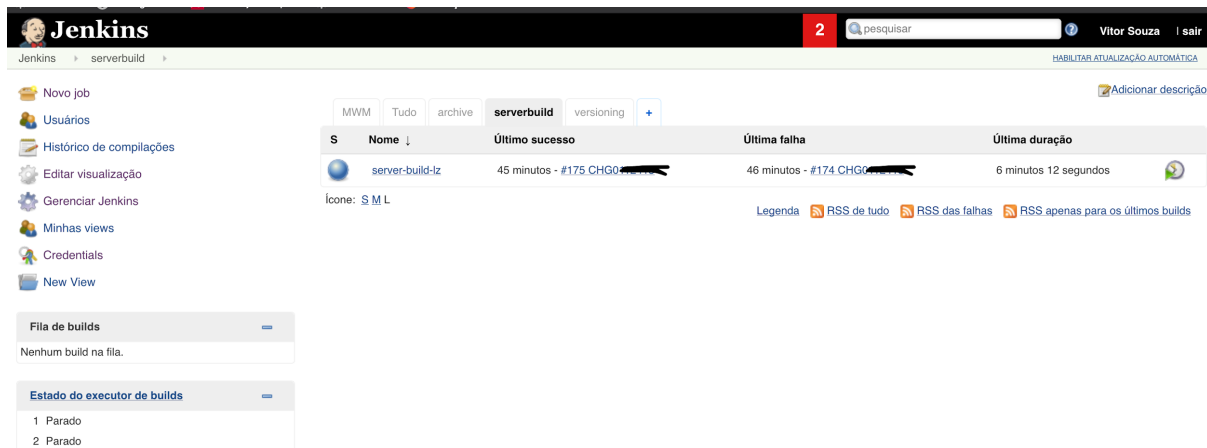 Jenkins
2
pesquisar
Vitor Souza | sair
Jenkins serverbuild
HABILITAR ATUALIZAÇÃO AUTOMÁTICA
Novo job
Usuários
Histórico de compilações
Editar visualização
Gerenciar Jenkins
Minhas views
Credentials
New View
Fila de builds
Nenhum build na fila.
Estado do executor de builds
1 Parado
2 Parado
Adicionar descrição
MWM Tudo archive serverbuild versioning +
S Nome ↓ Último sucesso Última falha Última duração
server-build-lz 45 minutos - #175 46 minutos - #174 6 minutos 12 segundos
Ícone: S M L
Legenda RSS de tudo RSS das falhas RSS apenas para os últimos builds